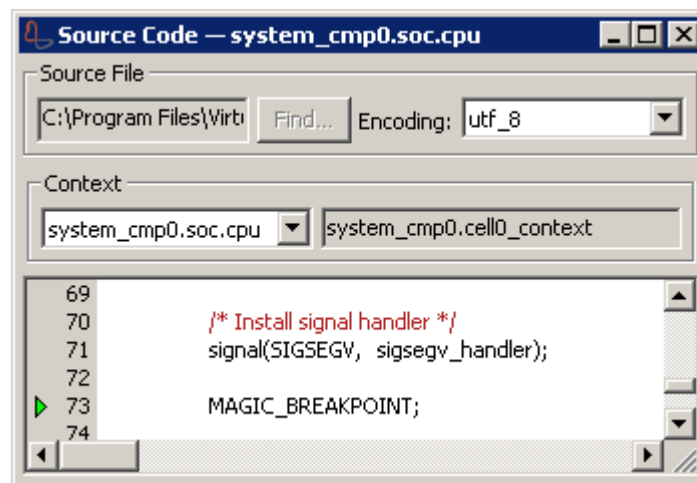 Source Code — system_cmp0.soc.cpu
Source File
C:\Program Files\Virtu Find... Encoding: utf_8
Context
system_cmp0.soc.cpu system_cmp0.cell0_context
69
70 /* Install signal handler */
71 signal(SIGSEGV, sigsegv_handler);
72
73 MAGIC_BREAKPOINT;
74